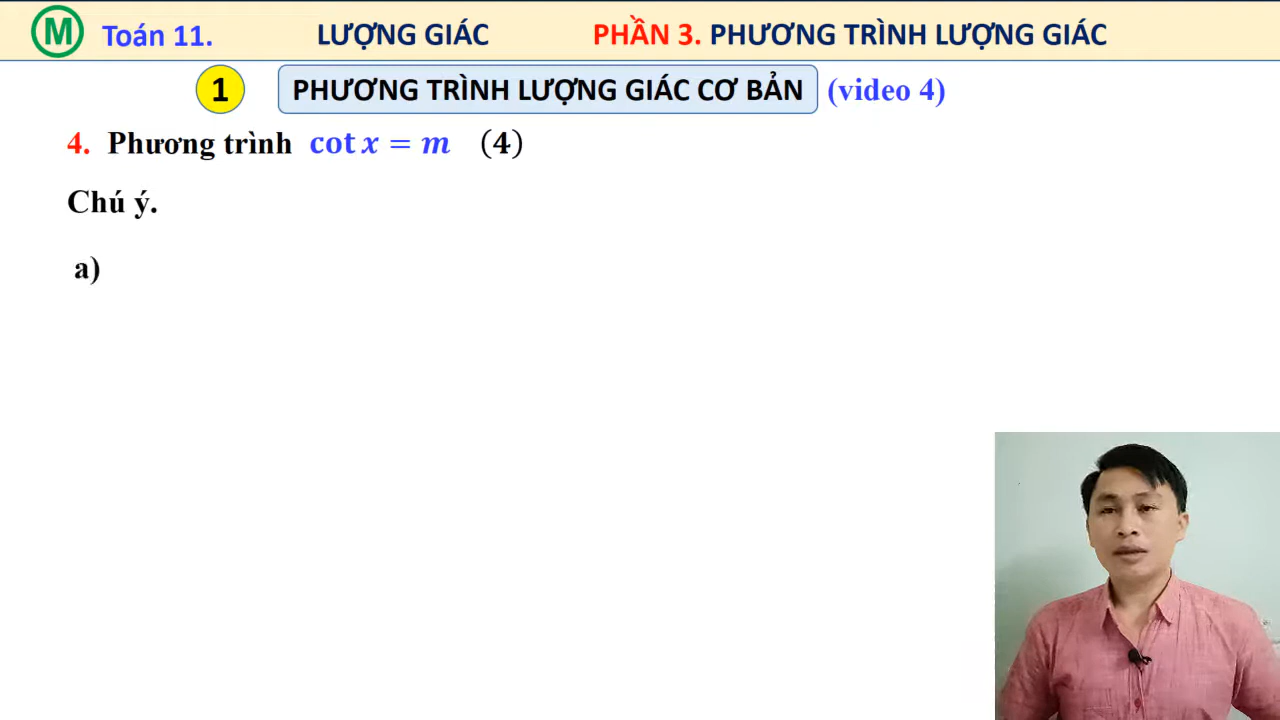 M Toán 11. LƯỢNG GIÁC PHẦN 3. PHƯƠNG TRÌNH LƯỢNG GIÁC
1 PHƯƠNG TRÌNH LƯỢNG GIÁC CƠ BẢN (video 4)
4. Phương trình cot x = m (4)
Chú ý.
a)